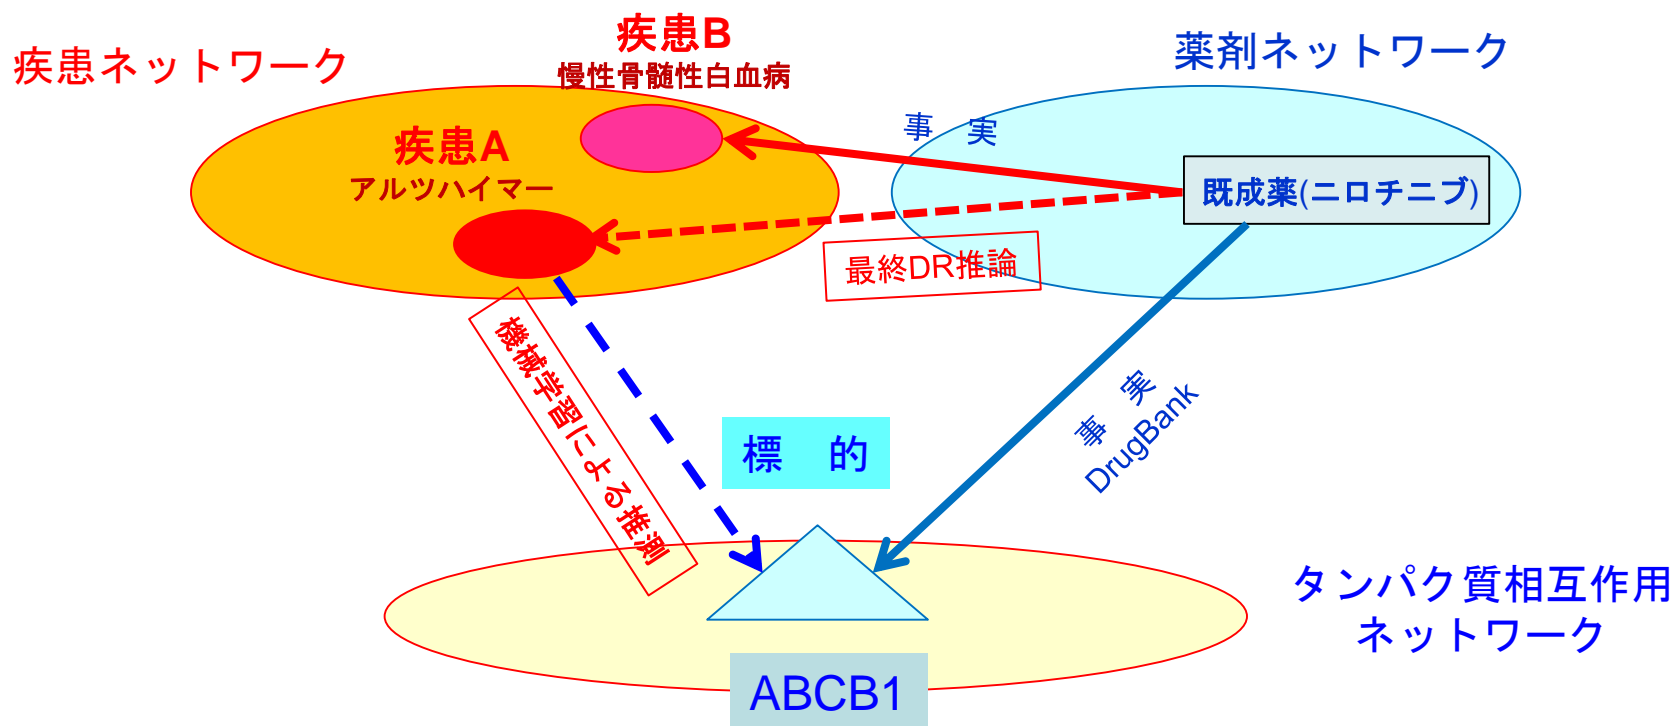 疾患ネットワーク
疾患B
慢性骨髄性白血病
薬剤ネットワーク
疾患A
アルツハイマー
事　実
既成薬(ニロチニブ)
最終DR推論
機械学習による推測
標　的
事　実
DrugBank
タンパク質相互作用
ネットワーク
ABCB1